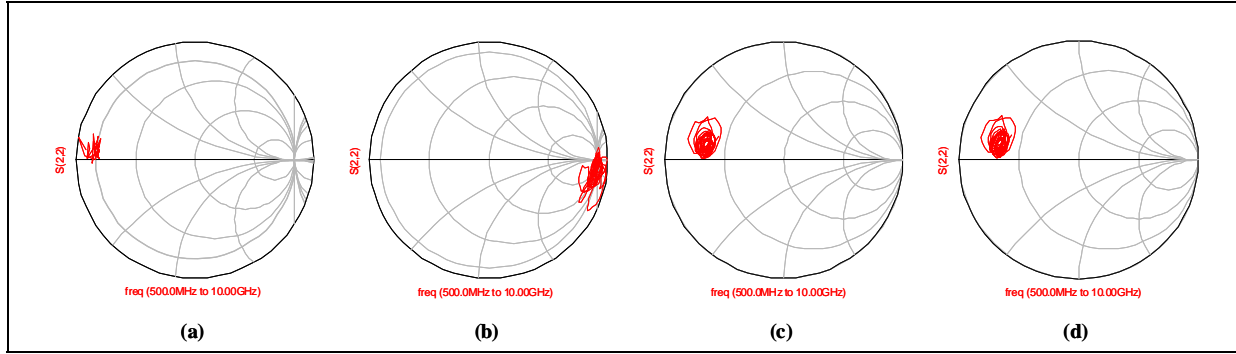 S(2,2)
freq (500.0MHz to 10.00GHz)
(a)
S(2,2)
freq (500.0MHz to 10.00GHz)
(b)
S(2,2)
freq (500.0MHz to 10.00GHz)
(c)
S(2,2)
freq (500.0MHz to 10.00GHz)
(d)